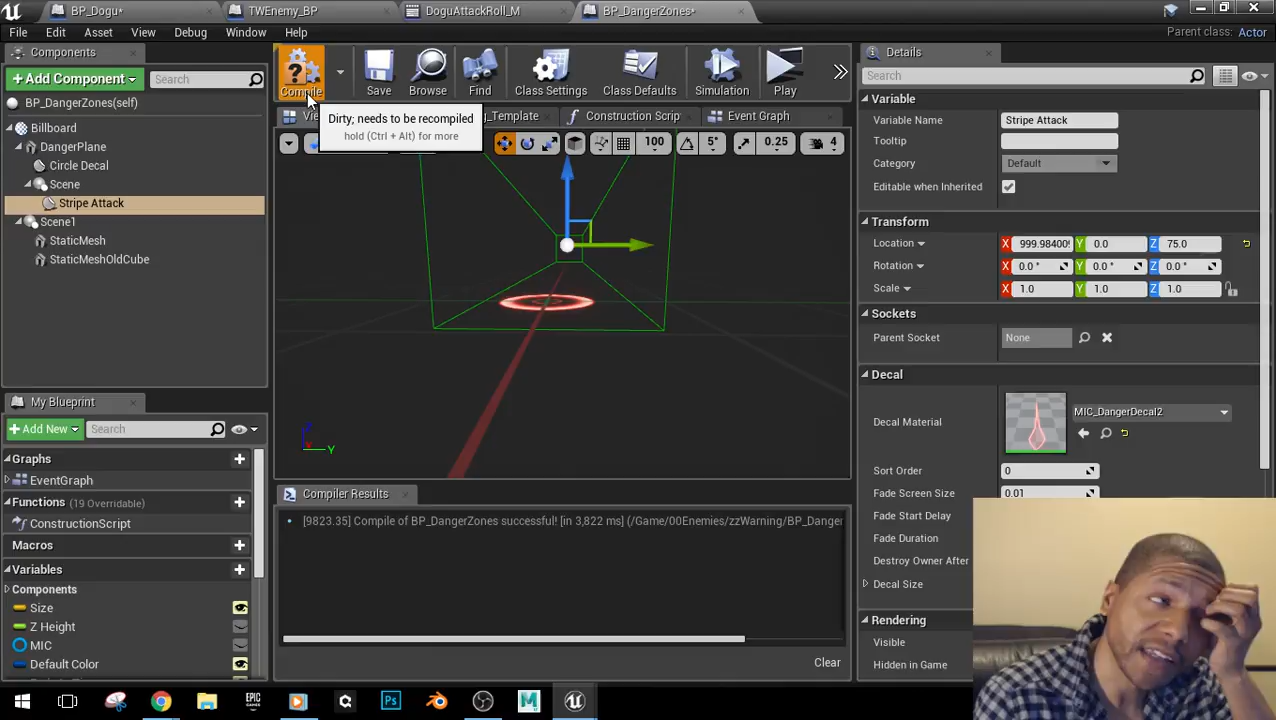 BP_Dogu*
TWEnemy_BP
DoguAttackRoll_M
BP_DangerZones*
File
Edit
Asset
View
Debug
Window
Help
Parent class: Actor
Components
Add Component
Search
BP_DangerZones(self)
Billboard
DangerPlane
Circle Decal
Scene
Stripe Attack
Scene1
StaticMesh
StaticMeshOldCube
Compile
Save
Browse
Find
Class Settings
Class Defaults
Simulation
Play
Dirty; needs to be recompiled
hold (Ctrl + Alt) for more
Vi
_Template
Construction Scrip
Event Graph
100
5°
0.25
4
Z
X
Y
Compiler Results
[9823.35] Compile of BP_DangerZones successful! [in 3,822 ms] (/Game/00Enemies/zzWarning/BP_Danger
Clear
My Blueprint
Add New
Search
Graphs
EventGraph
Functions (19 Overridable)
ConstructionScript
Macros
Variables
Components
Size
Z Height
MIC
Default Color
Details
Search
Variable
Variable Name Stripe Attack
Tooltip
Category Default
Editable when Inherited
Transform
Location X 999.984009 Y 0.0 Z 75.0
Rotation X 0.0 ° Y 0.0 ° Z 0.0 °
Scale X 1.0 Y 1.0 Z 1.0
Sockets
Parent Socket None
Decal
Decal Material MIC_DangerDecal2
Sort Order 0
Fade Screen Size 0.01
Fade Start Delay
Fade Duration
Destroy Owner After
Decal Size
Rendering
Visible
Hidden in Game
EPIC
GAMES
Ps
M